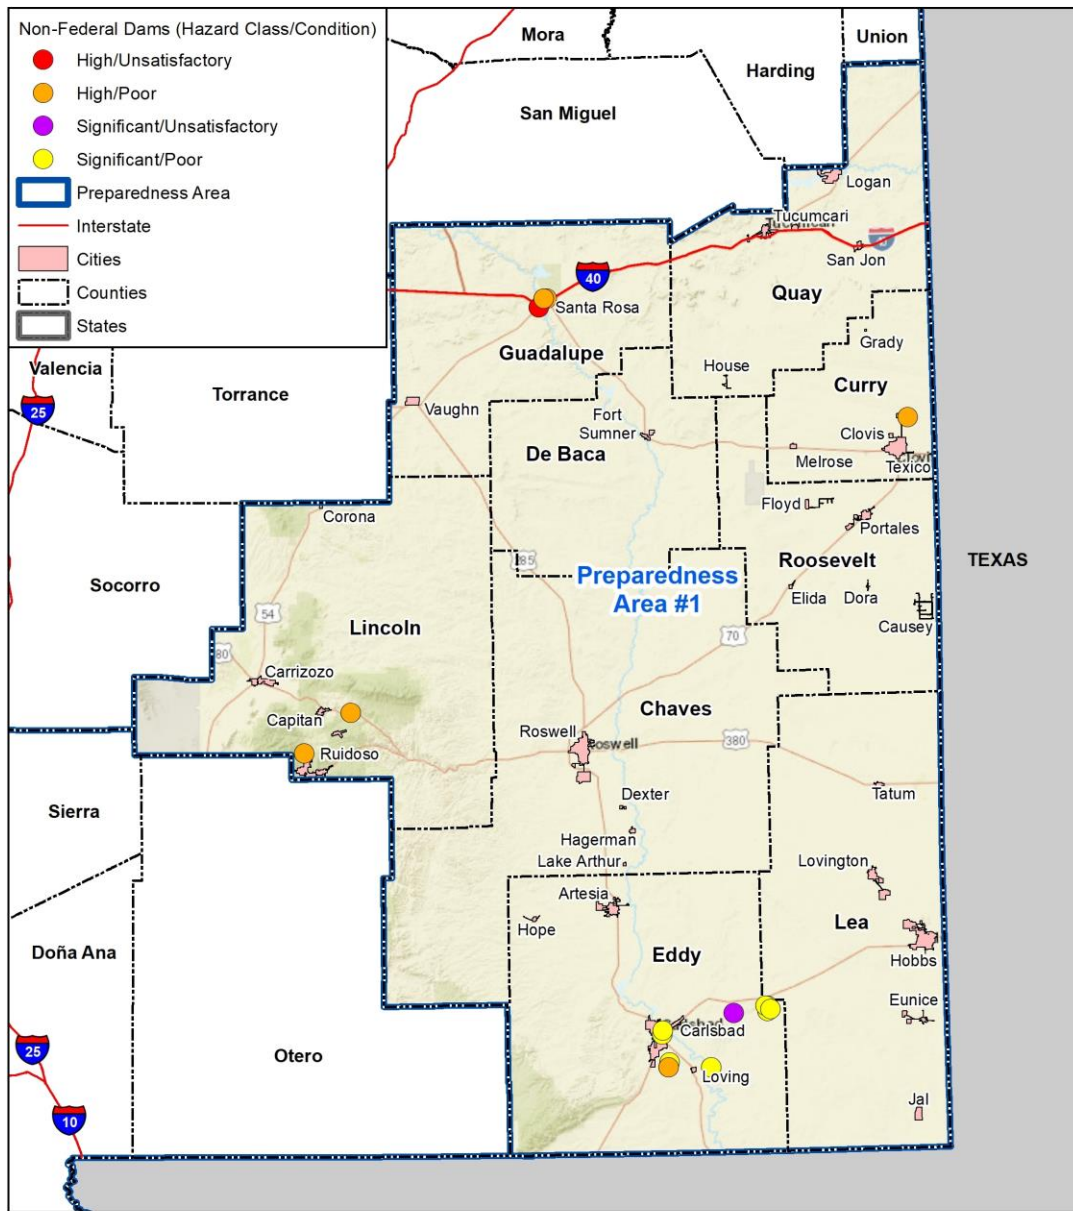 Non-Federal Dams (Hazard Class/Condition)
High/Unsatisfactory
High/Poor
Significant/Unsatisfactory
Significant/Poor
Preparedness Area
Interstate
Cities
Counties
States
Mora
Union
Harding
San Miguel
Logan
Tucumcari
San Jon
40
Santa Rosa
Quay
Guadalupe
Grady
House
Valencia
25
Torrance
Curry
Vaughn
Fort
Sumner
Clovis
De Baca
Melrose
Texico
Corona
Floyd
Portales
Socorro
285
Roosevelt
TEXAS
Preparedness
Area #1
Elida
Dora
Causey
54
Lincoln
70
80
Carrizozo
Capitan
Chaves
Roswell
Roswell
380
Ruidoso
Sierra
Dexter
Tatum
Hagerman
Lake Arthur
Lovington
Artesia
Hope
Lea
Doña Ana
Eddy
Hobbs
Eunice
Carlsbad
25
Otero
Loving
Jal
10